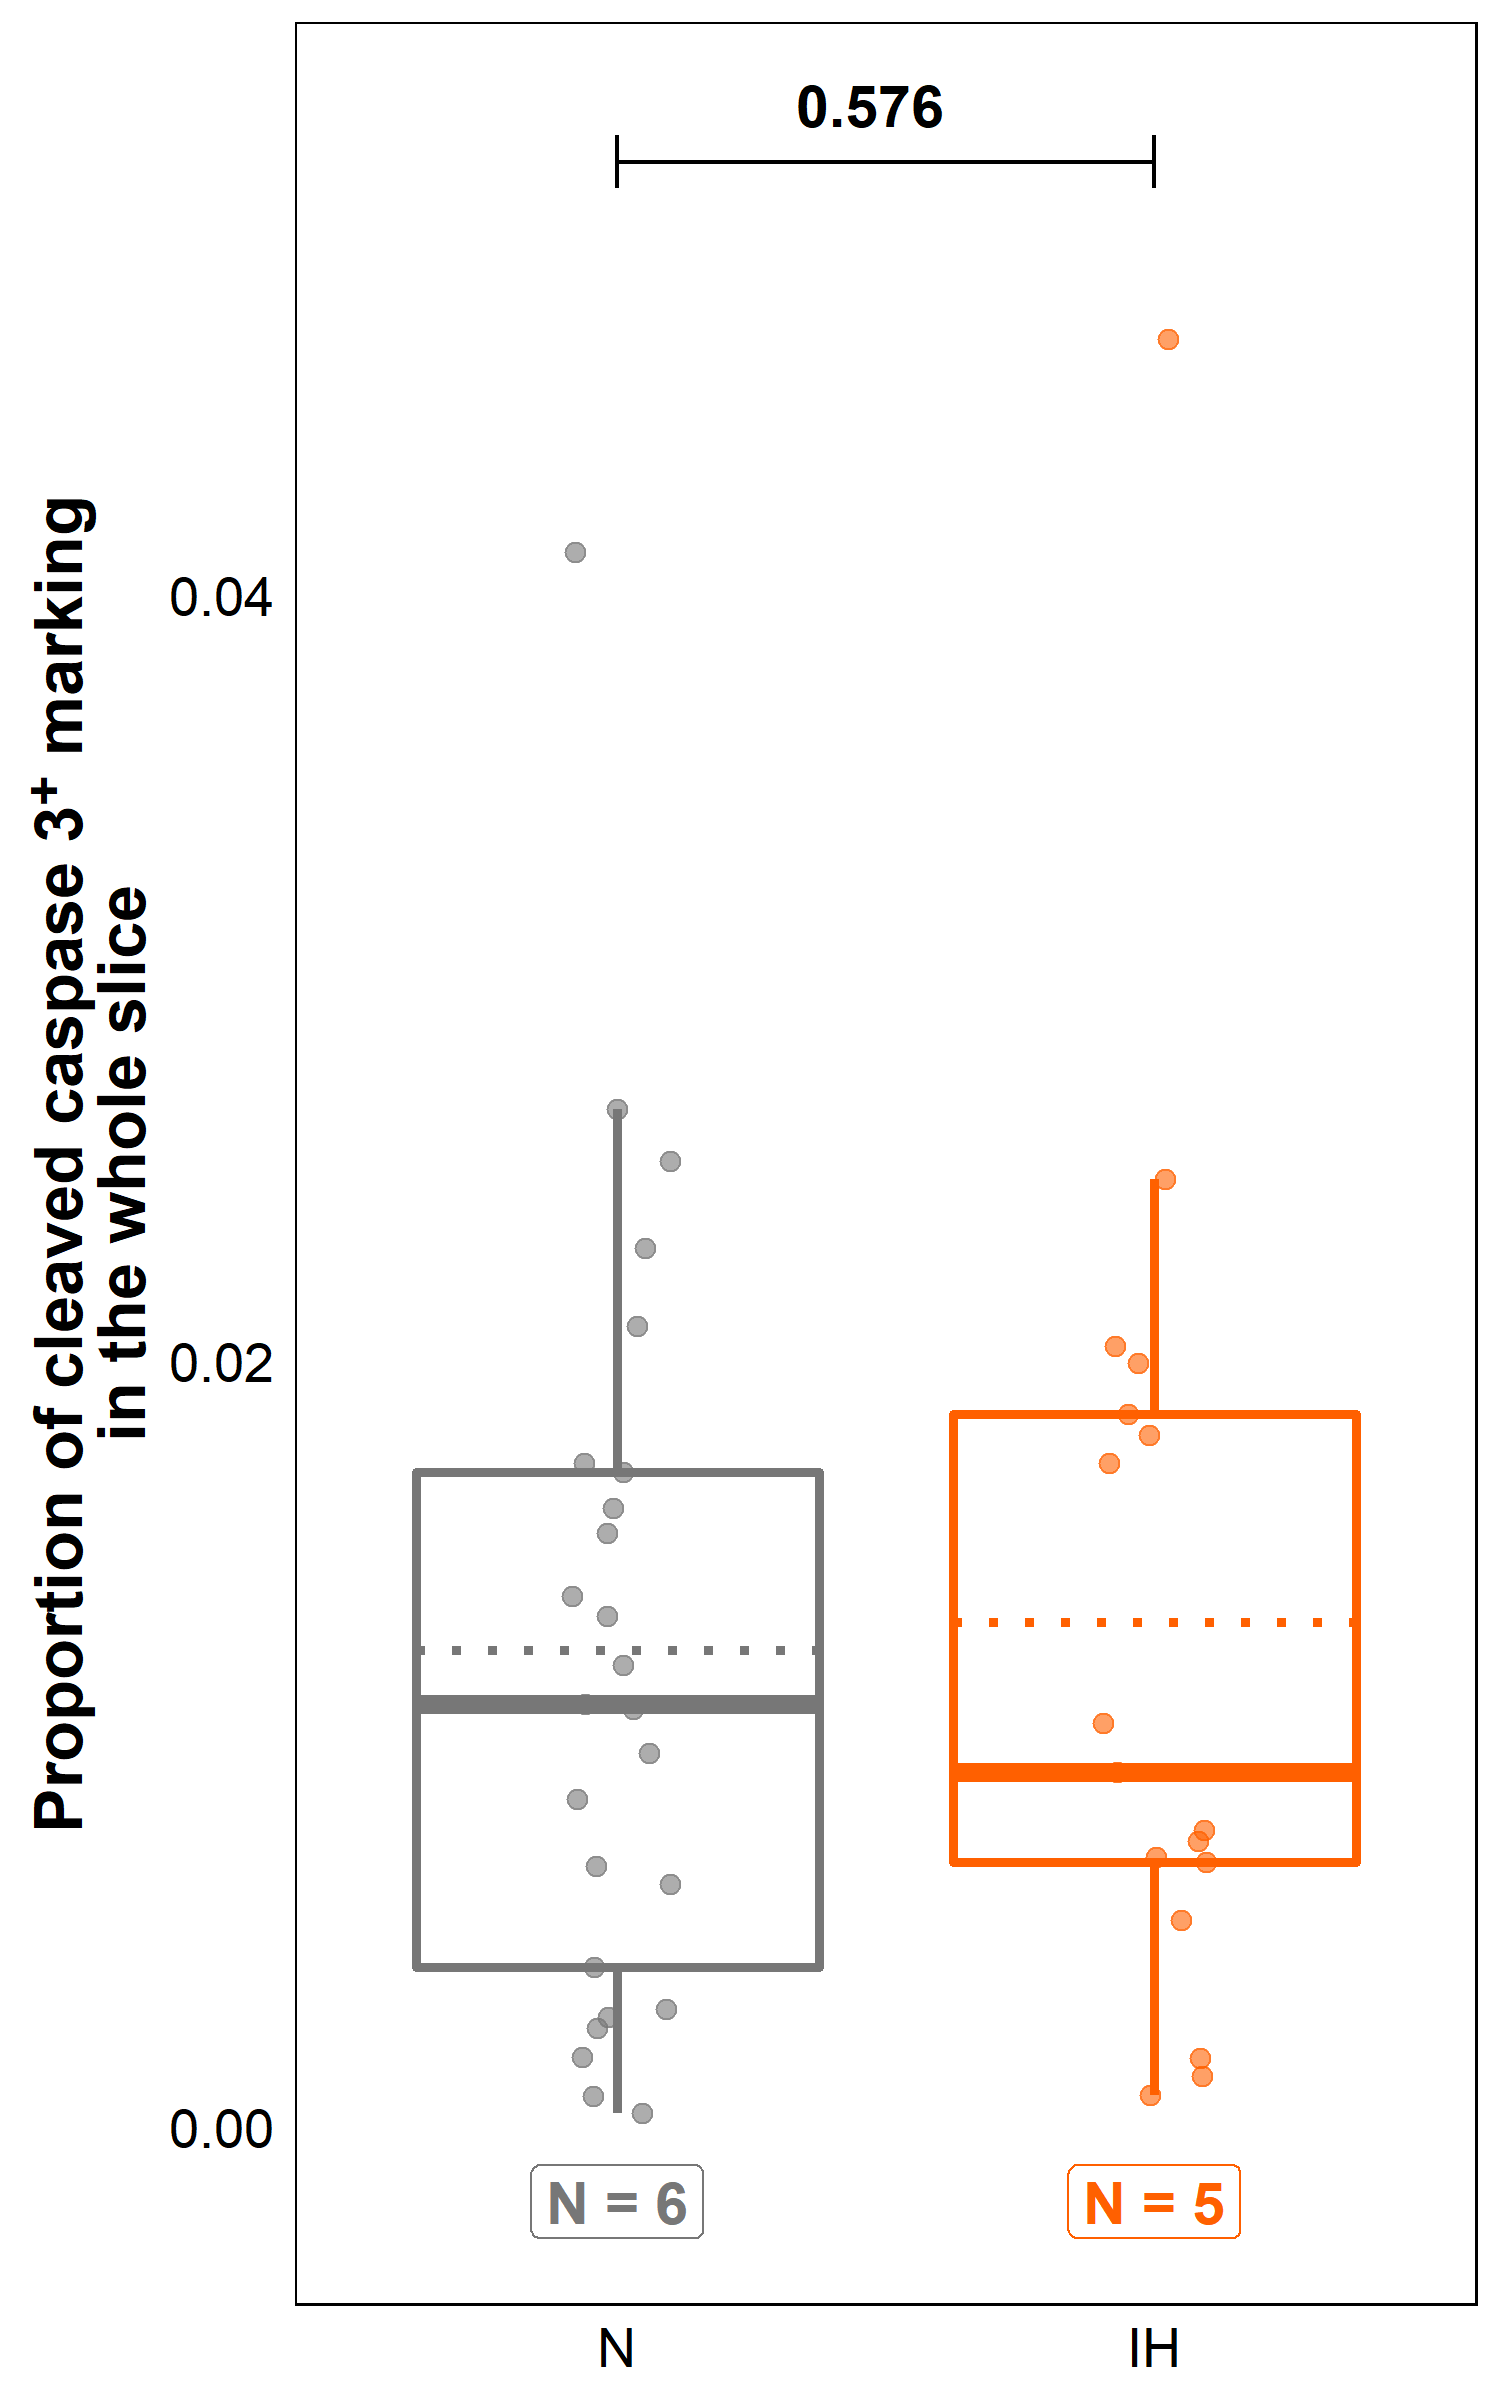 0.576
Proportion of cleaved caspase 3⁺ marking
in the whole slice
0.04
0.02
0.00
N = 6
N = 5
N
IH